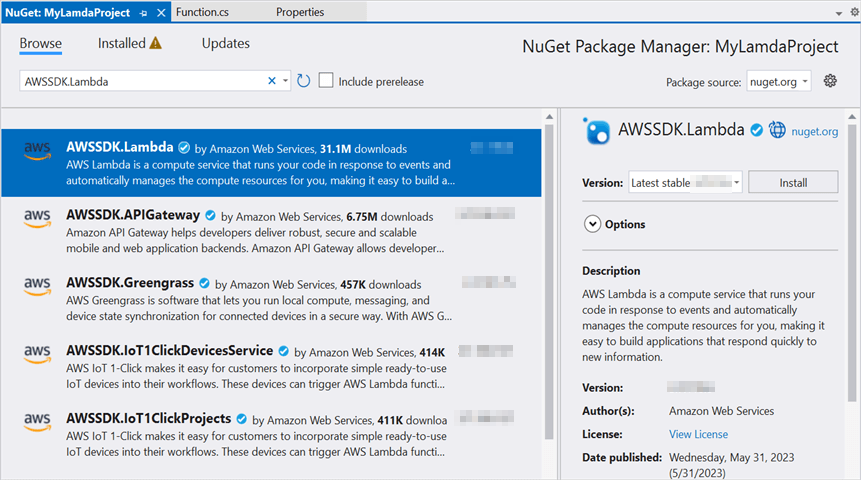 NuGet: MyLamdaProject
Function.cs
Properties
Browse
Installed
Updates
NuGet Package Manager: MyLamdaProject
AWSSDK.Lambda
Include prerelease
Package source: nuget.org
aws
AWSSDK.Lambda by Amazon Web Services, 31.1M downloads
AWS Lambda is a compute service that runs your code in response to events and
automatically manages the compute resources for you, making it easy to build a...
aws
AWSSDK.APIGateway by Amazon Web Services, 6.75M downloads
Amazon API Gateway helps developers deliver robust, secure and scalable
mobile and web application backends. Amazon API Gateway allows developer...
aws
AWSSDK.Greengrass by Amazon Web Services, 457K downloads
AWS Greengrass is software that lets you run local compute, messaging, and
device state synchronization for connected devices in a secure way. With AWS G...
aws
AWSSDK.IoT1ClickDevicesService by Amazon Web Services, 414K
AWS IoT 1-Click makes it easy for customers to incorporate simple ready-to-use
IoT devices into their workflows. These devices can trigger AWS Lambda functi...
aws
AWSSDK.IoT1ClickProjects by Amazon Web Services, 411K downloa
AWS IoT 1-Click makes it easy for customers to incorporate simple ready-to-use
IoT devices into their workflows. These devices can trigger AWS Lambda functi...
AWSSDK.Lambda nuget.org
Version: Latest stable
Install
Options
Description
AWS Lambda is a compute service that runs your
code in response to events and automatically
manages the compute resources for you, making it
easy to build applications that respond quickly to
new information.
Version:
Author(s): Amazon Web Services
License: View License
Date published: Wednesday, May 31, 2023
(5/31/2023)